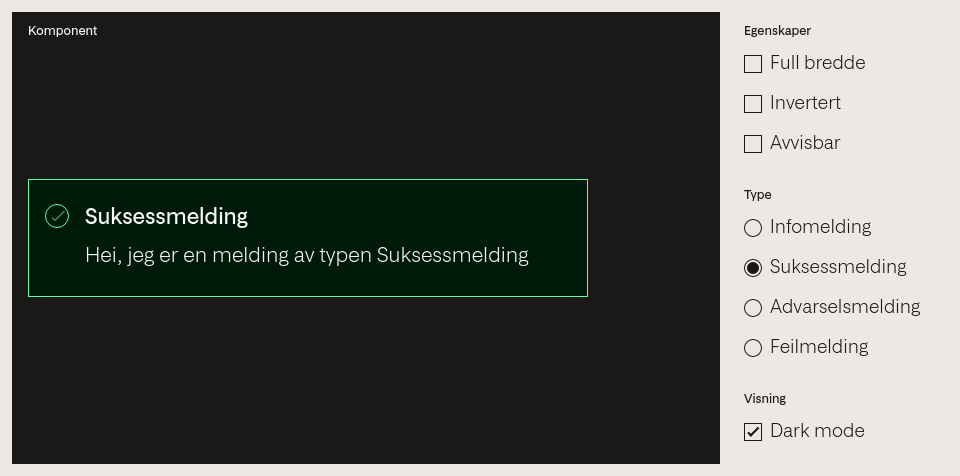 Komponent
Suksessmelding
Hei, jeg er en melding av typen Suksessmelding
Egenskaper
Full bredde
Invertert
Avvisbar
Type
Infomelding
Suksessmelding
Advarselsmelding
Feilmelding
Visning
Dark mode